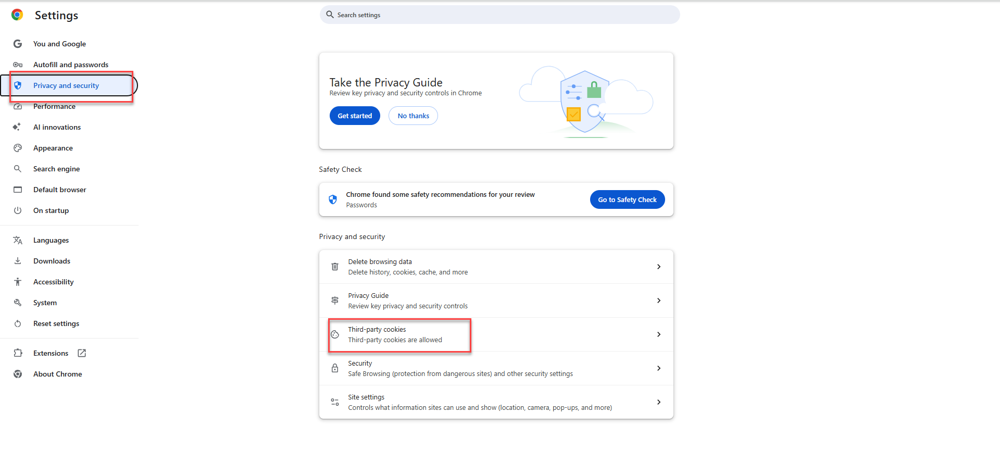 Settings
Search settings
You and Google
Autofill and passwords
Privacy and security
Performance
AI innovations
Appearance
Search engine
Default browser
On startup
Languages
Downloads
Accessibility
System
Reset settings
Extensions
About Chrome
Take the Privacy Guide
Review key privacy and security controls in Chrome
Get started
No thanks
Safety Check
Chrome found some safety recommendations for your review
Passwords
Go to Safety Check
Privacy and security
Delete browsing data
Delete history, cookies, cache, and more
Privacy Guide
Review key privacy and security controls
Third-party cookies
Third-party cookies are allowed
Security
Safe Browsing (protection from dangerous sites) and other security settings
Site settings
Controls what information sites can use and show (location, camera, pop-ups, and more)